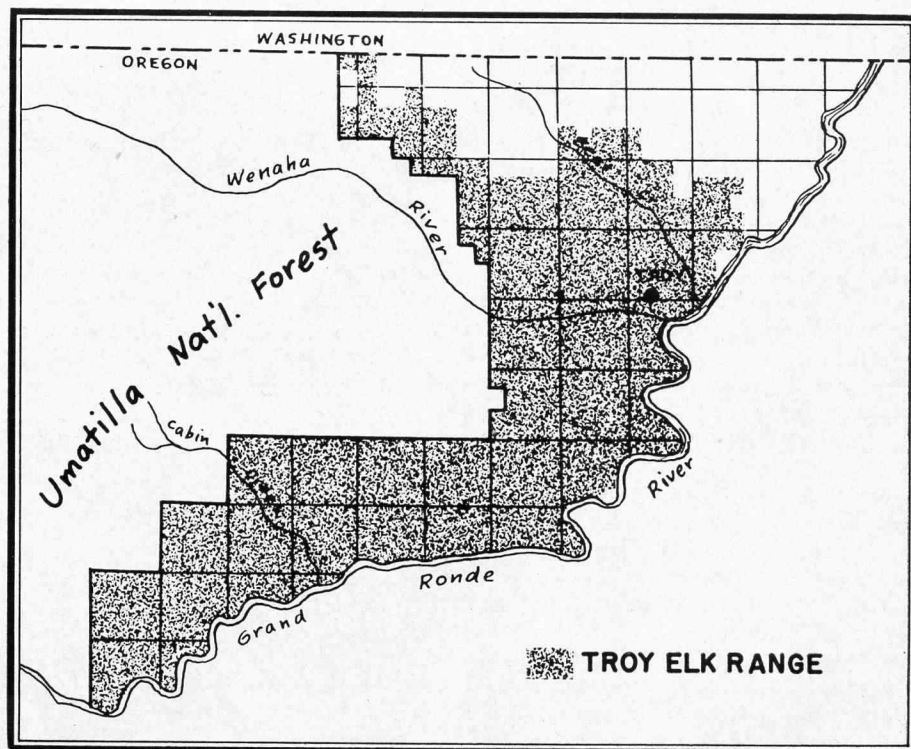 WASHINGTON
OREGON
Wenaha
River
Umatilla Nat'l. Forest
TROY
Cabin
River
Ronde
Grand
TROY ELK RANGE